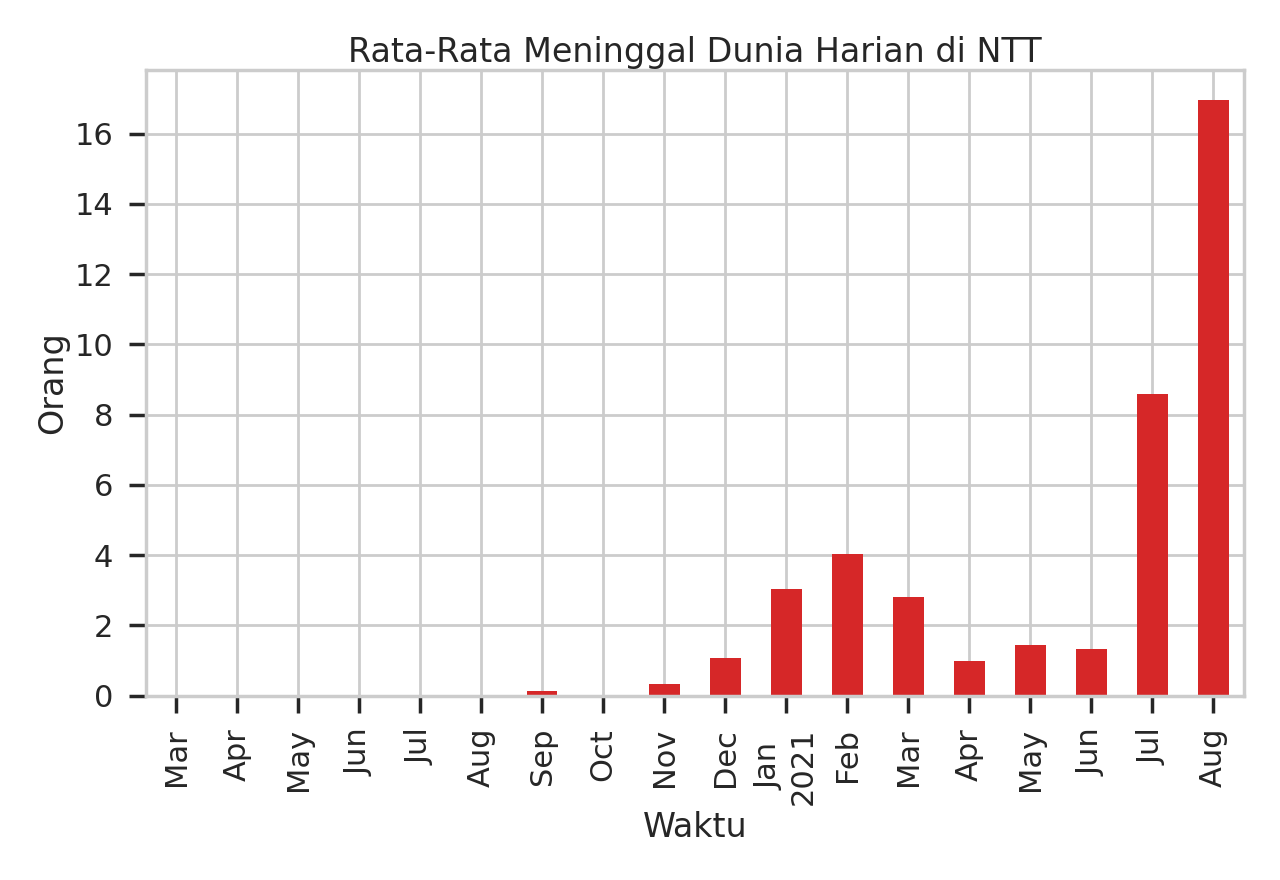 Rata-Rata Meninggal Dunia Harian di NTT
16
14
12
10
8
6
4
2
0
Orang
Mar
Apr
May
Jun
Jul
Aug
Sep
Oct
Nov
Dec
Jan
2021
Feb
Mar
Apr
May
Jun
Jul
Aug
Waktu